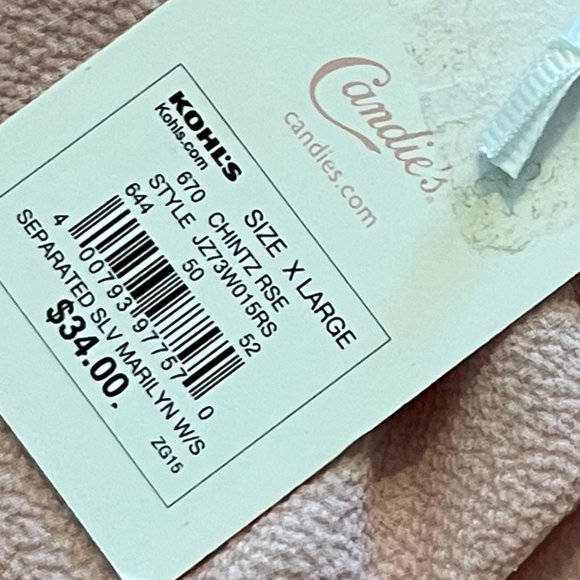 Candie's
candies.com
KOHL'S
Kohls.com
SIZE X LARGE
670 CHINTZ RSE
STYLE JZ73W015RS
644 50 52
4 00793 97757 0
SEPARATED SLV MARILYN W/S
$34.00.
ZG15